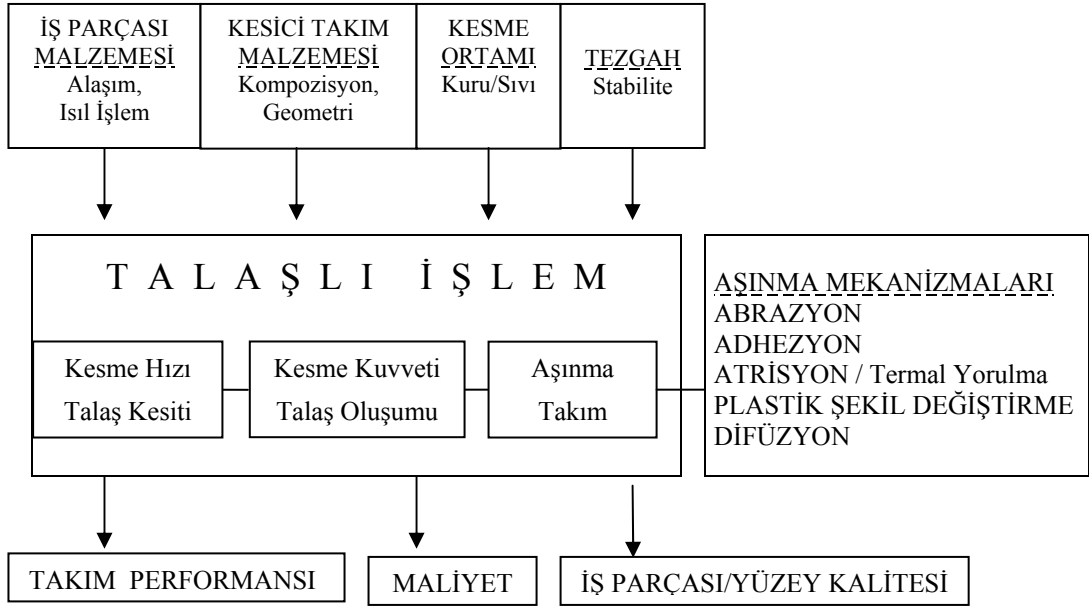 İŞ PARÇASI
MALZEMESİ
Alaşım,
Isıl İşlem
KESİCİ TAKIM
MALZEMESİ
Kompozisyon,
Geometri
KESME
ORTAMI
Kuru/Sıvı
TEZGAH
Stabilite
TALAŞLI İŞLEM
Kesme Hızı
Talaş Kesiti
Kesme Kuvveti
Talaş Oluşumu
Aşınma
Takım
AŞINMA MEKANİZMALARI
ABRAZYON
ADHEZYON
ATRİSYON / Termal Yorulma
PLASTİK ŞEKİL DEĞİŞTİRME
DİFÜZYON
TAKIM PERFORMANSI
MALİYET
İŞ PARÇASI/YÜZEY KALİTESİ